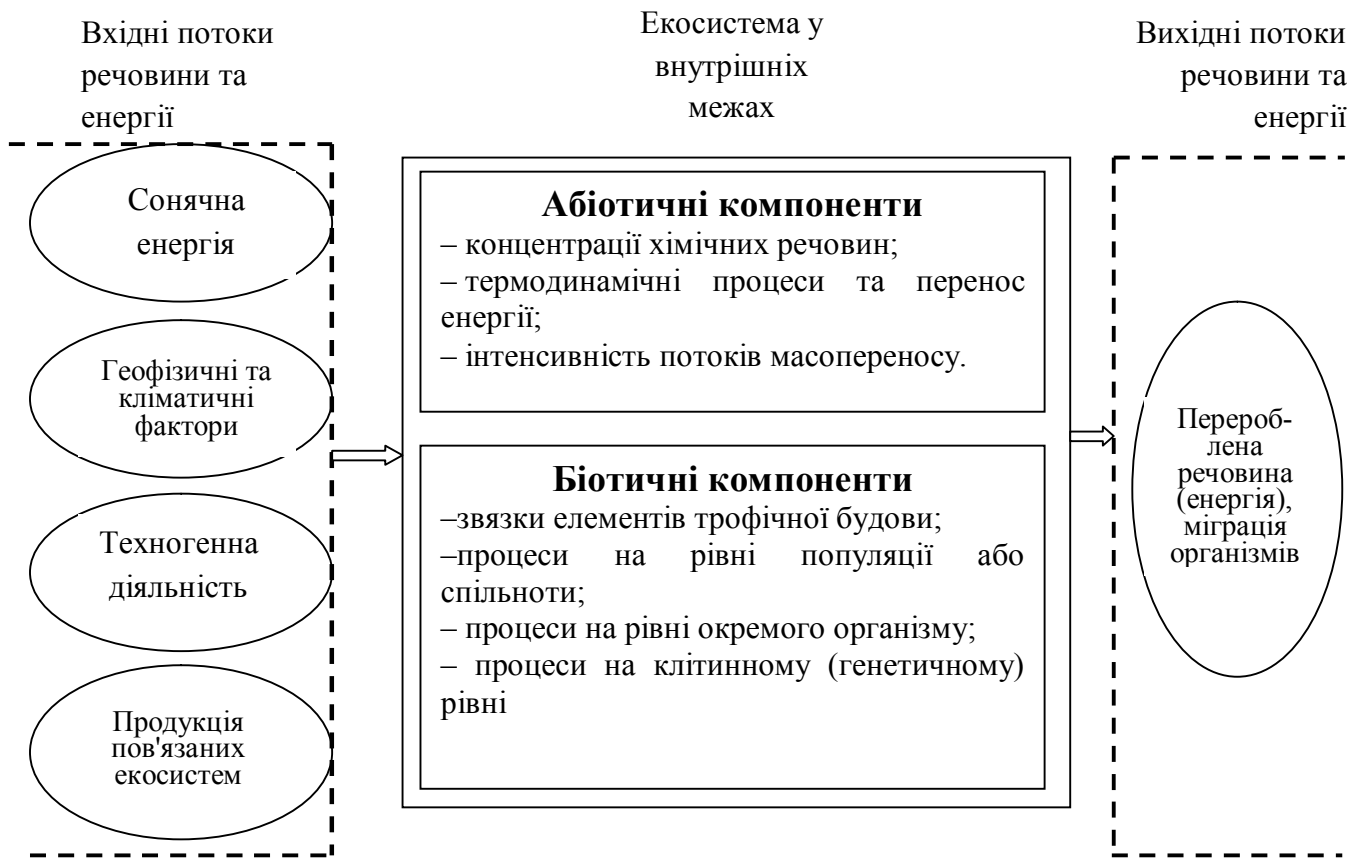 Вхідні потоки
речовини та
енергії
Екосистема у
внутрішніх
межах
Вихідні потоки
речовини та
енергії
Сонячна
енергія
Геофізичні та
кліматичні
фактори
Техногенна
діяльність
Продукція
пов'язаних
екосистем
Абіотичні компоненти
– концентрації хімічних речовин;
– термодинамічні процеси та перенос
енергії;
– інтенсивність потоків масопереносу.
Біотичні компоненти
–звязки елементів трофічної будови;
–процеси на рівні популяції або
спільноти;
– процеси на рівні окремого організму;
– процеси на клітинному (генетичному)
рівні
Перероб-
лена
речовина
(енергія),
міграція
організмів